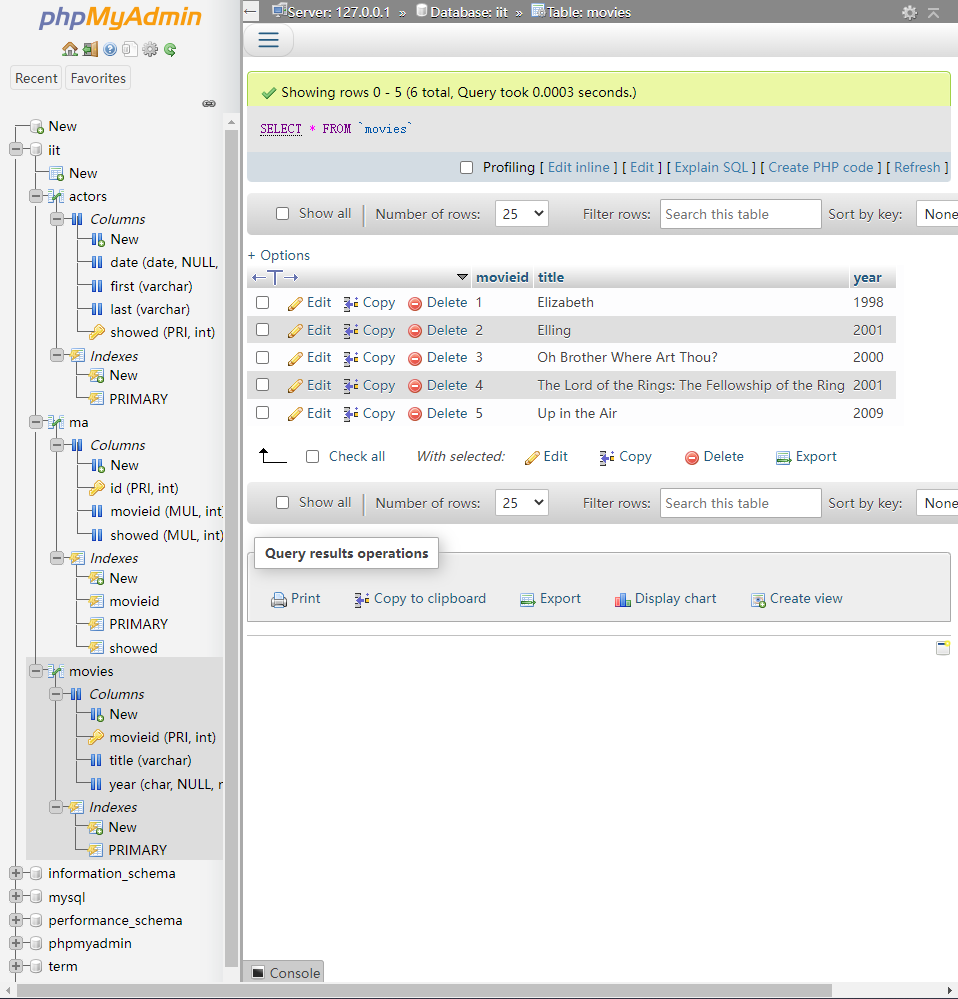 phpMyAdmin
Recent Favorites
New
iit
New
actors
Columns
New
date (date, NULL,
first (varchar)
last (varchar)
showed (PRI, int)
Indexes
New
PRIMARY
ma
Columns
New
id (PRI, int)
movieid (MUL, int)
showed (MUL, int)
Indexes
New
movieid
PRIMARY
showed
movies
Columns
New
movieid (PRI, int)
title (varchar)
year (char, NULL,
Indexes
New
PRIMARY
information_schema
mysql
performance_schema
phpmyadmin
term
Server: 127.0.0.1 » Database: iit » Table: movies
Showing rows 0 - 5 (6 total, Query took 0.0003 seconds.)
SELECT * FROM `movies`
Profiling [ Edit inline ] [ Edit ] [ Explain SQL ] [ Create PHP code ] [ Refresh ]
Show all Number of rows: 25 Filter rows: Search this table Sort by key: None
+ Options
←T→ movieid title year
Edit Copy Delete 1 Elizabeth 1998
Edit Copy Delete 2 Elling 2001
Edit Copy Delete 3 Oh Brother Where Art Thou? 2000
Edit Copy Delete 4 The Lord of the Rings: The Fellowship of the Ring 2001
Edit Copy Delete 5 Up in the Air 2009
Check all With selected: Edit Copy Delete Export
Show all Number of rows: 25 Filter rows: Search this table Sort by key: None
Query results operations
Print Copy to clipboard Export Display chart Create view
Console